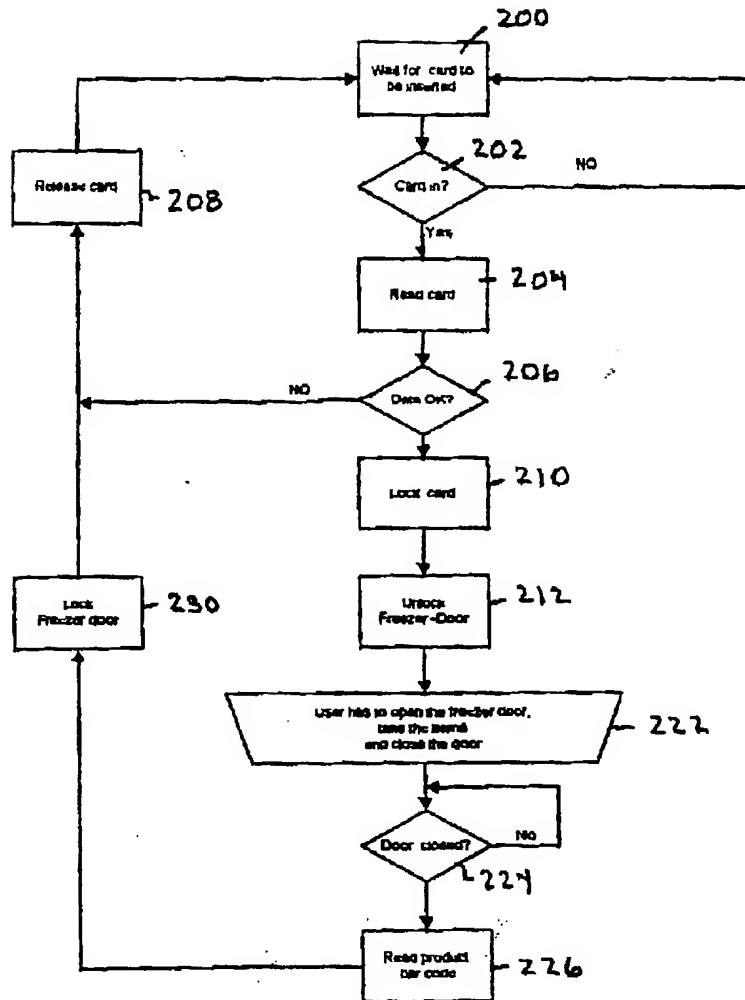 200
Wait for card to
be inserted
202
Card in?
NO
Yes
Release card
208
Read card
204
206
Data OK?
NO
Lock card
210
Lock
Freezer door
230
Unlock
Freezer-Door
212
User has to open the freezer door,
take the items
and close the door
222
Door closed?
No
224
Read product
bar code
226